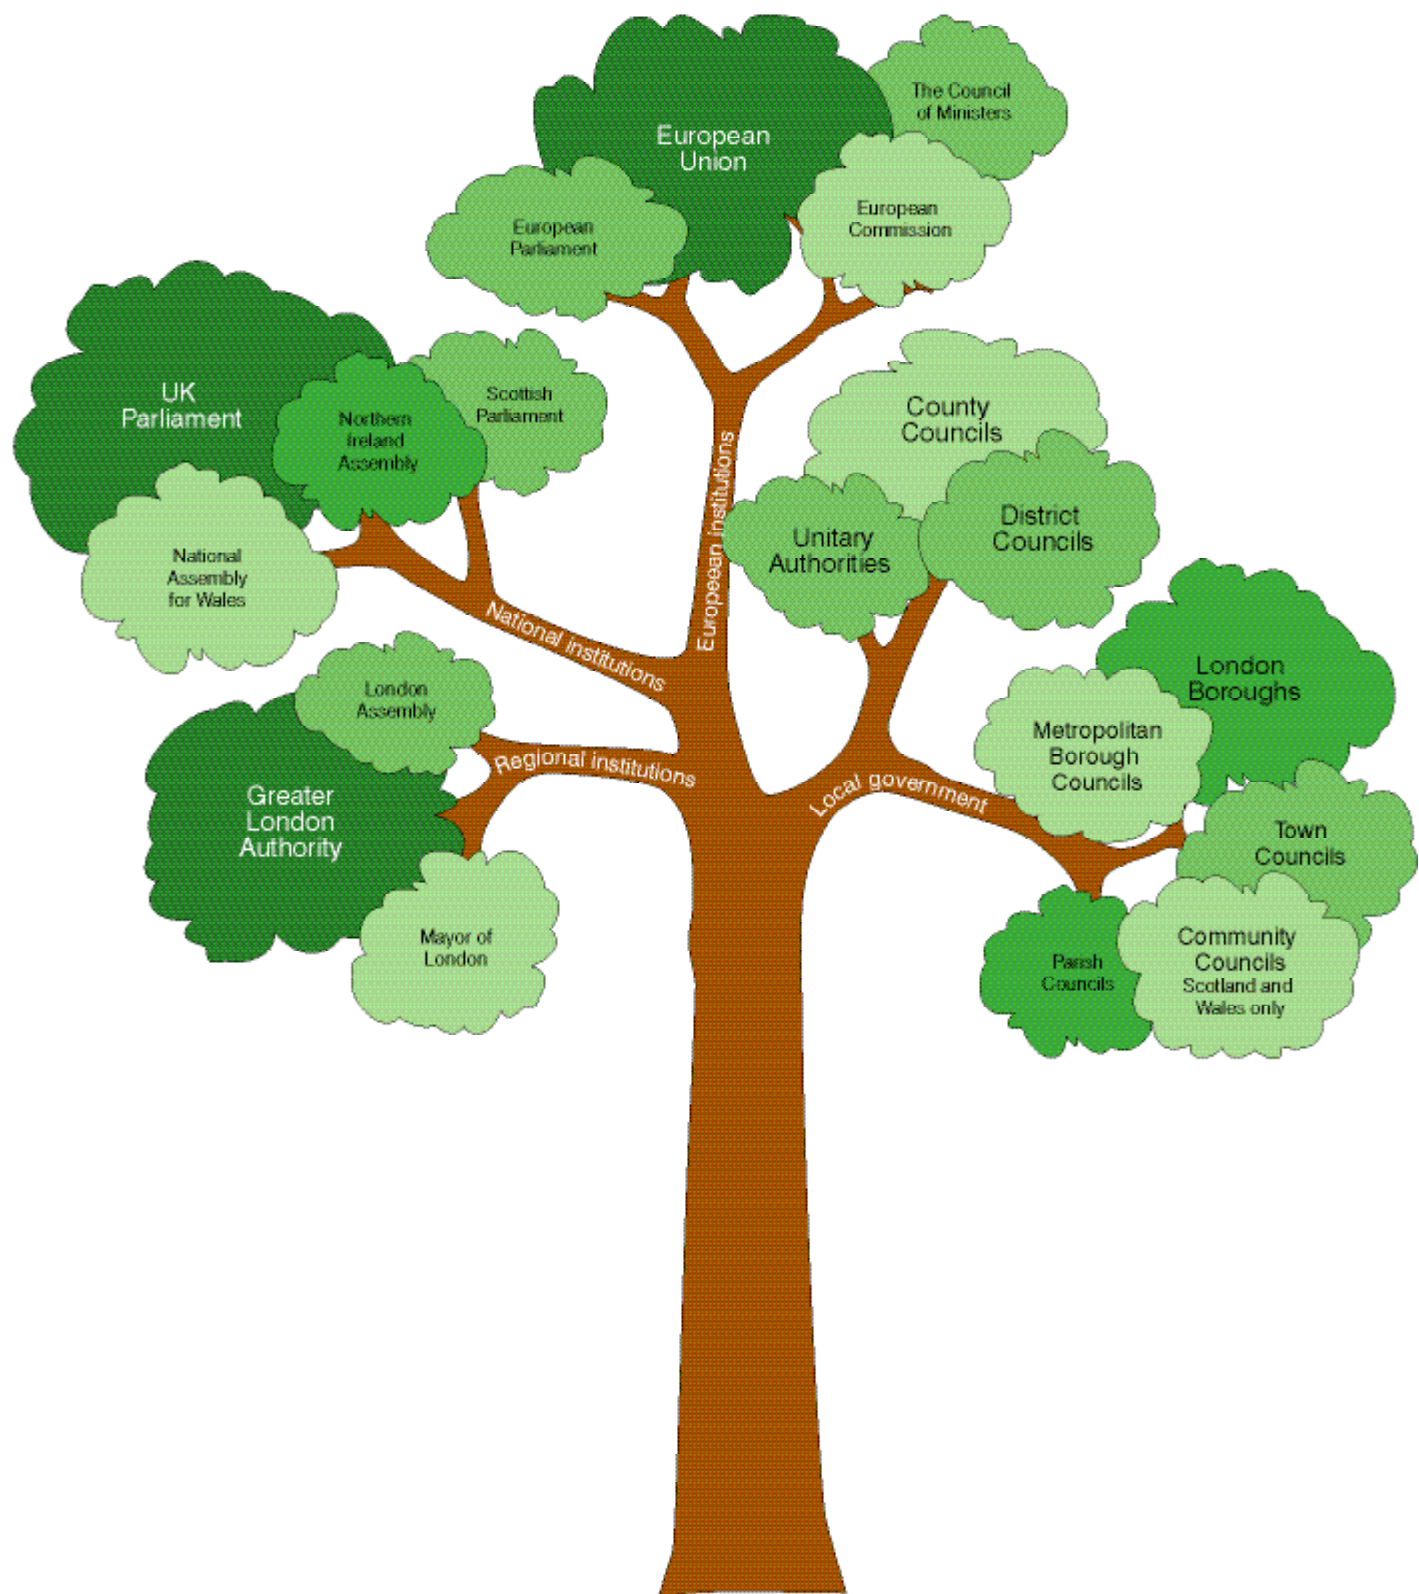 European
Union
The Council
of Ministers
European
Parliament
European
Commission
UK
Parliament
Northern
Ireland
Assembly
Scottish
Parliament
National
Assembly
for Wales
County
Councils
Unitary
Authorities
District
Councils
European institutions
National institutions
London
Assembly
Greater
London
Authority
Mayor of
London
Regional institutions
Local government
London
Boroughs
Metropolitan
Borough
Councils
Town
Councils
Parish
Councils
Community
Councils
Scotland and
Wales only